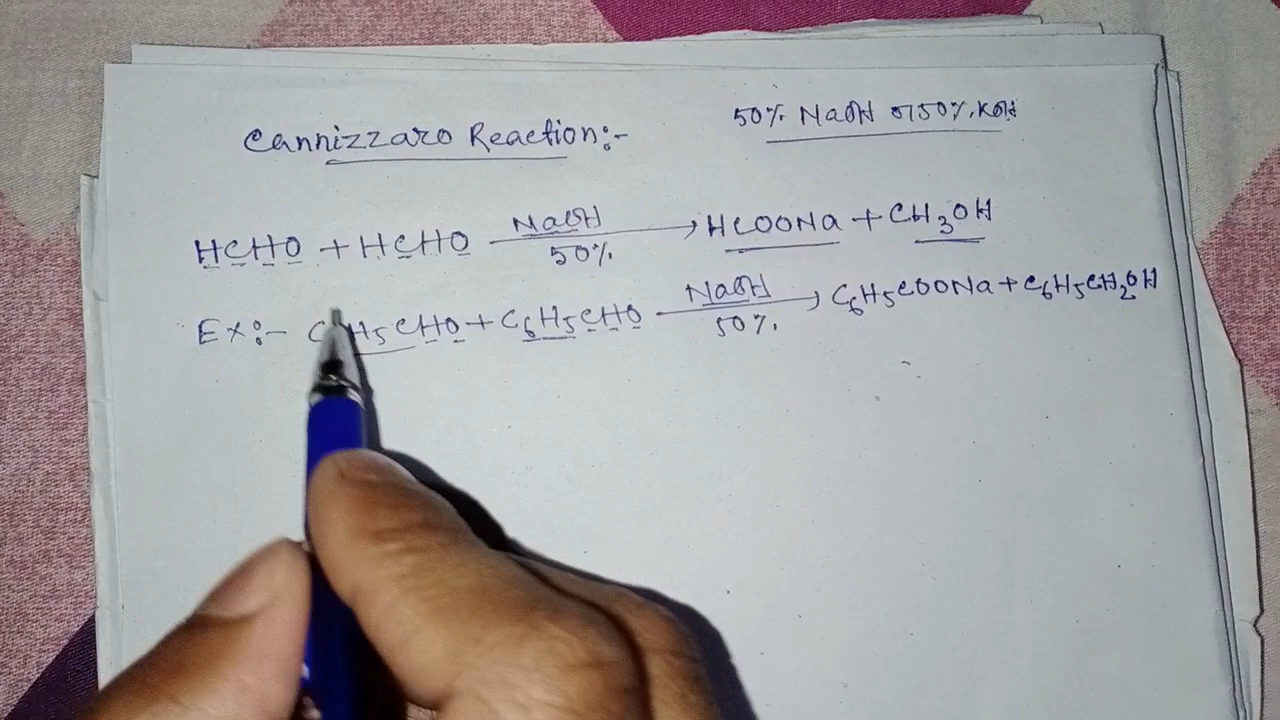 Cannizzaro Reaction:-
50% NaOH or 50% KOH
HCHO + HCHO NaOH 50% → HCOONa + CH3OH
Ex:- C H5CHO + C6H5CHO NaOH 50% → C6H5COONa + C6H5CH2OH